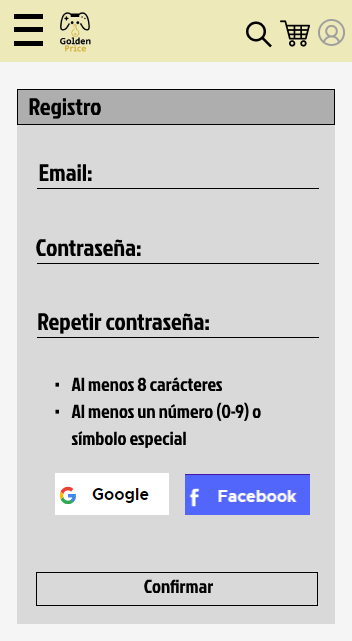 Golden
Price
Registro
Email:
Contraseña:
Repetir contraseña:
• Al menos 8 carácteres
• Al menos un número (0-9) o
símbolo especial
Google
Facebook
Confirmar